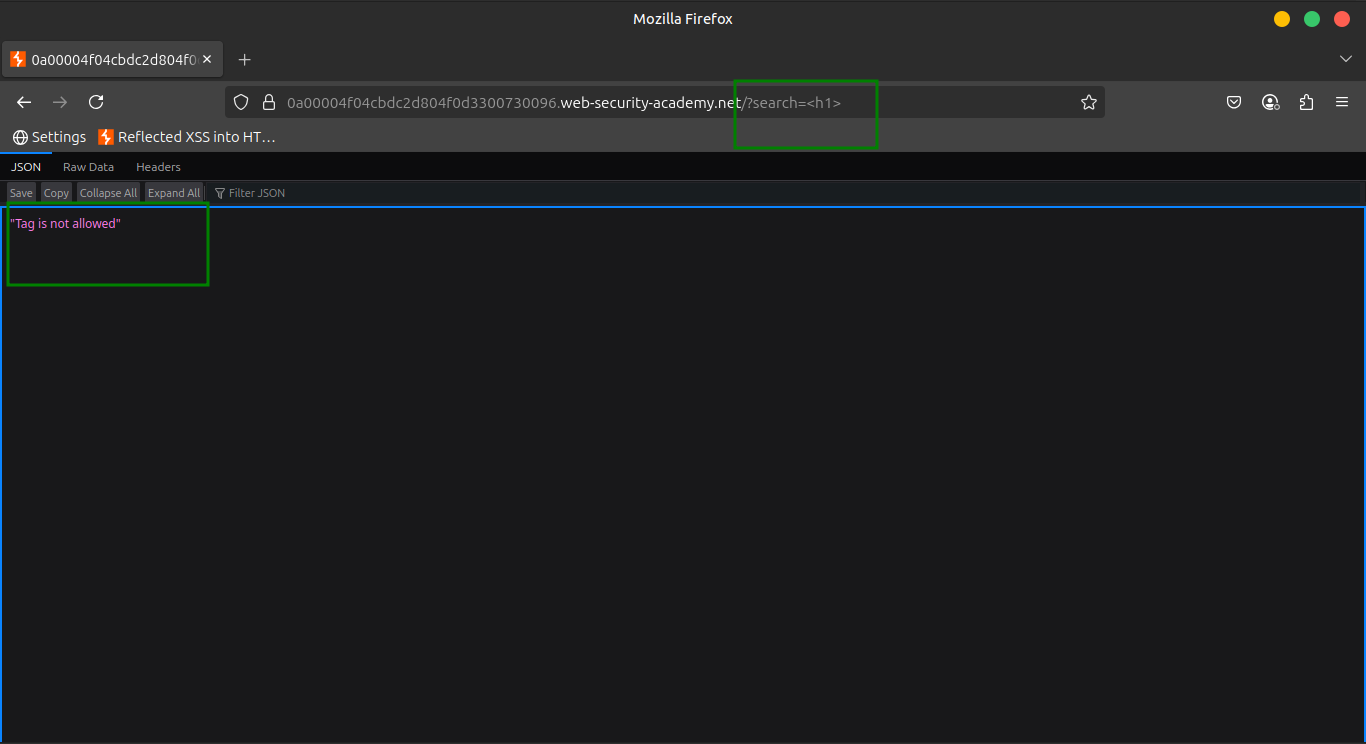 Mozilla Firefox
0a00004f04cbdc2d804f0
0a00004f04cbdc2d804f0d3300730096.web-security-academy.net/?search=<h1>
Settings Reflected XSS into HT…
JSON Raw Data Headers
Save Copy Collapse All Expand All Filter JSON
"Tag is not allowed"